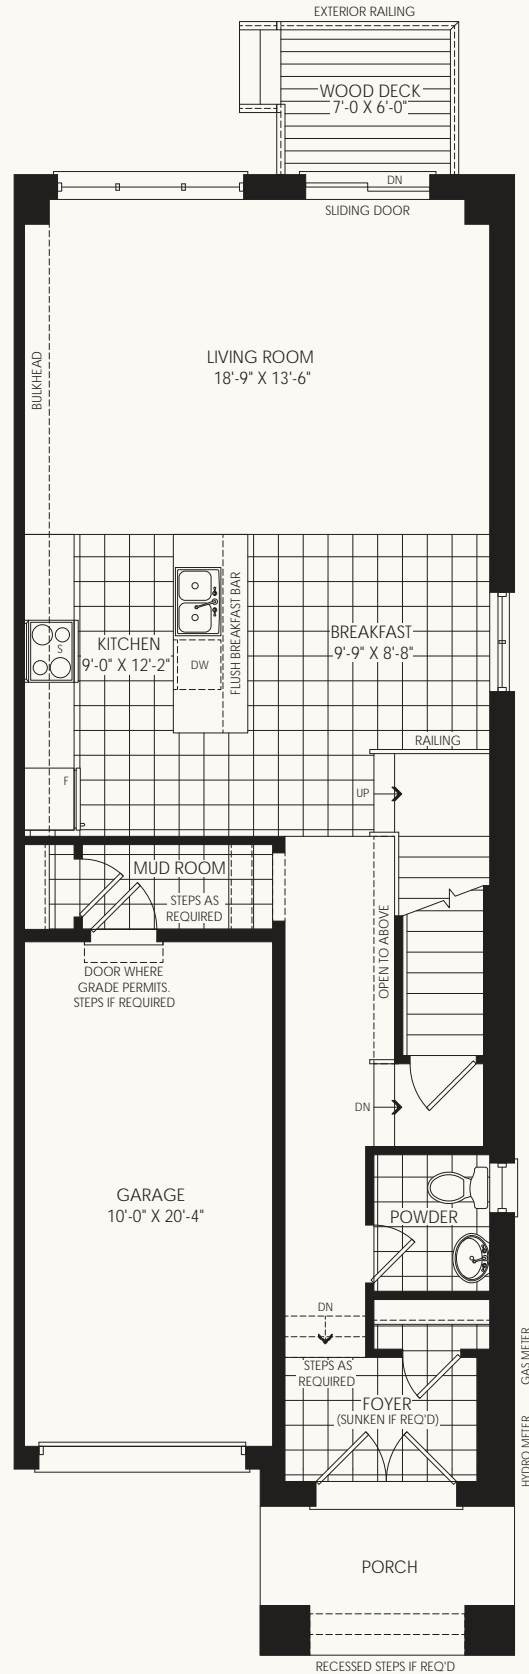 EXTERIOR RAILING
WOOD DECK
7'-0 X 6'-0"
DN
SLIDING DOOR
BULKHEAD
LIVING ROOM
18'-9" X 13'-6"
S
KITCHEN
9'-0" X 12'-2"
DW
FLUSH BREAKFAST BAR
BREAKFAST
9'-9" X 8'-8"
RAILING
F
UP
MUD ROOM
STEPS AS
REQUIRED
OPEN TO ABOVE
DOOR WHERE
GRADE PERMITS.
STEPS IF REQUIRED
DN
GARAGE
10'-0" X 20'-4"
POWDER
DN
STEPS AS
REQUIRED
FOYER
(SUNKEN IF REQ'D)
GAS METER
HYDRO METER
PORCH
RECESSED STEPS IF REQ'D